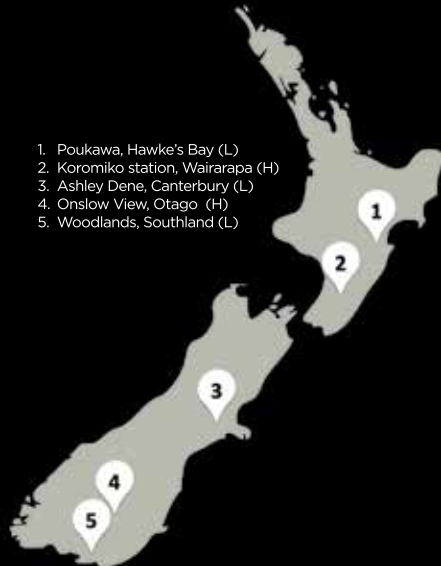 1. Poukawa, Hawke's Bay (L)
2. Koromiko station, Wairarapa (H)
3. Ashley Dene, Canterbury (L)
4. Onslow View, Otago (H)
5. Woodlands, Southland (L)
1
2
3
4
5